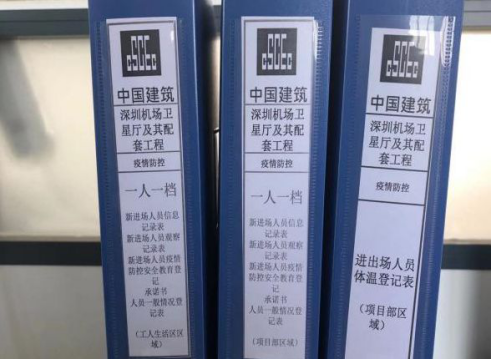 CSCEC
中国建筑
深圳机场卫
星厅及其配
套工程
疫情防控
一人一档
新进场人员信息
记录表
新进场人员观察
记录表
新进场人员疫情
防控安全教育登
记
承诺书
人员一般情况登
记表
(工人生活区区
域)
CSCEC
中国建筑
深圳机场卫
星厅及其配
套工程
疫情防控
一人一档
新进场人员信息
记录表
新进场人员观察
记录表
新进场人员疫情
防控安全教育登
记
承诺书
人员一般情况登
记表
(项目部区域)
CSCEC
中国建筑
深圳机场卫
星厅及其配
套工程
疫情防控
进出场人员
体温登记表
(项目部区
域)